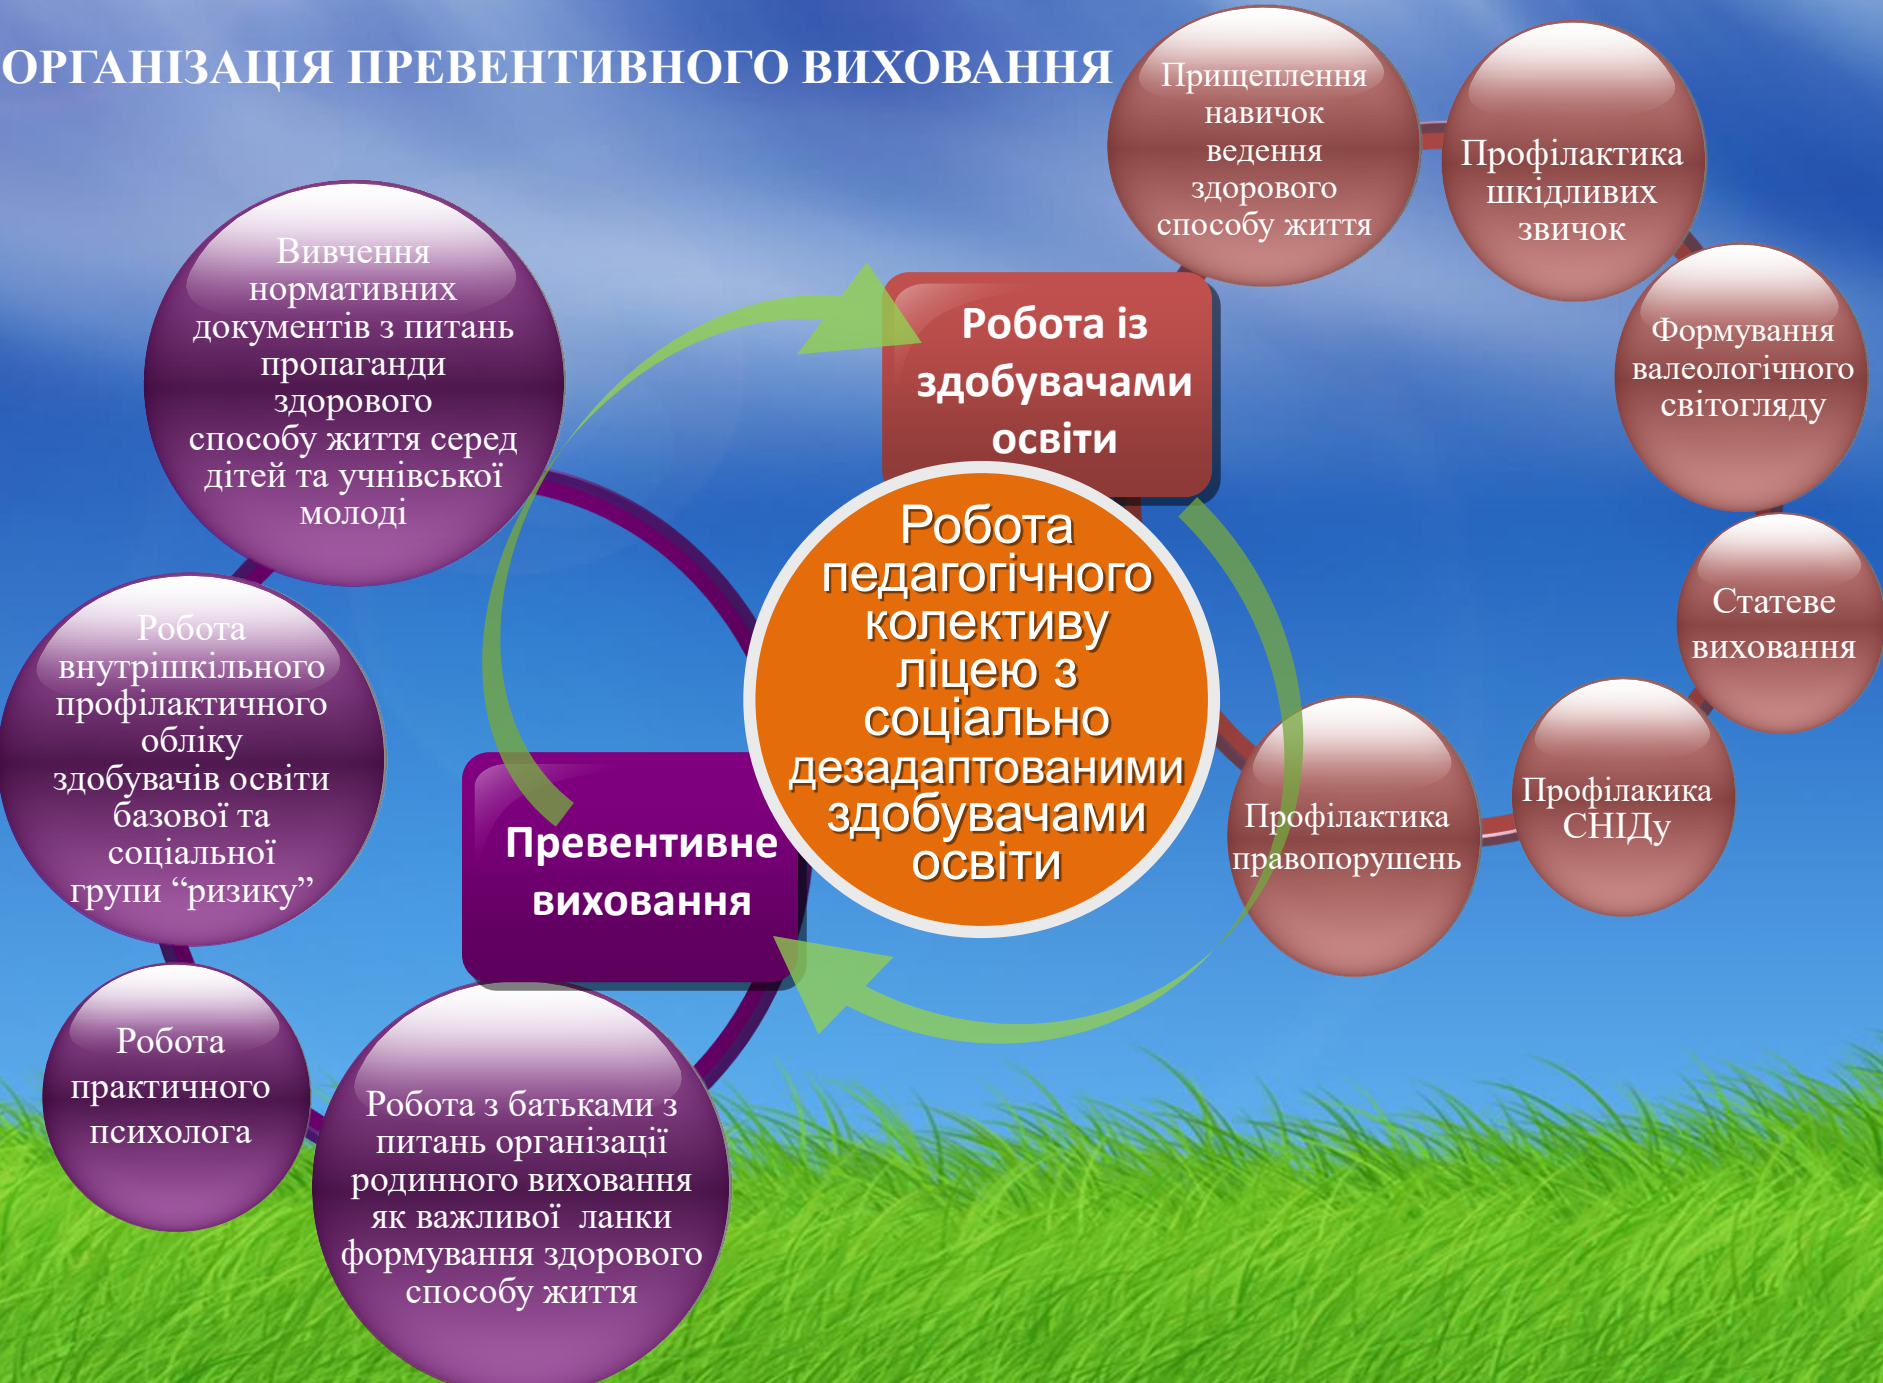 ОРГАНІЗАЦІЯ ПРЕВЕНТИВНОГО ВИХОВАННЯ
Вивчення
нормативних
документів з питань
пропаганди
здорового
способу життя серед
дітей та учнівської
молоді
Робота
внутрішкільного
профілактичного
обліку
здобувачів освіти
базової та
соціальної
групи “ризику”
Робота
практичного
психолога
Робота з батьками з
питань організації
родинного виховання
як важливої ланки
формування здорового
способу життя
Превентивне
виховання
Робота педагогічного
колективу
ліцею з
соціально
дезадаптованими
здобувачами
освіти
Робота із
здобувачами
освіти
Прищеплення
навичок
ведення
здорового
способу життя
Профілактика
шкідливих
звичок
Формування
валеологічного
світогляду
Статеве
виховання
Профілакика
СНІДу
Профілактика
правопорушень